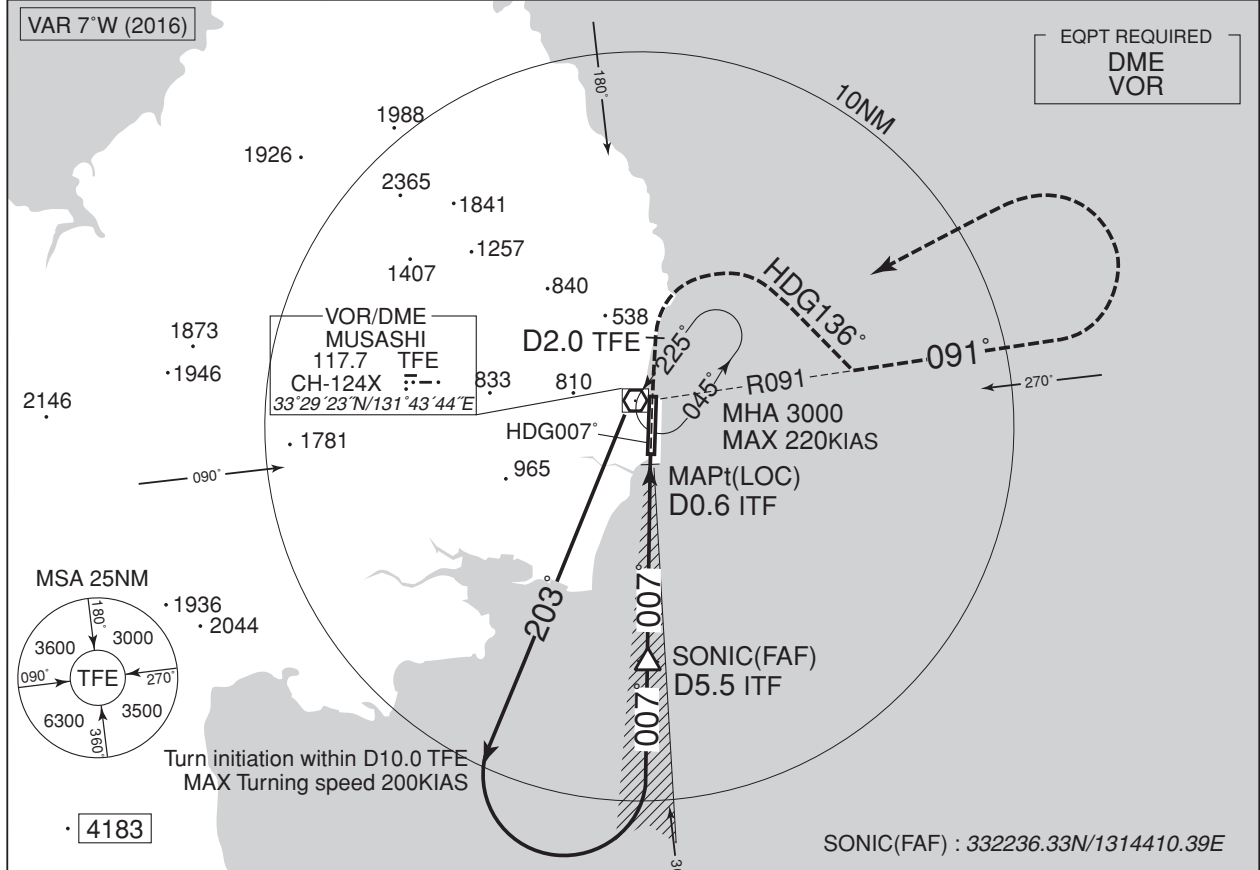 VAR 7˚W (2016)
EQPT REQUIRED
DME
VOR
180˚
10NM
1988
1926
2365
1841
1257
1407
840
538
HDG136˚
VOR/DME
MUSASHI
117.7 TFE
CH-124X
33˚29´23˝N/131˚43´44˝E
D2.0 TFE
225˚
045˚
091˚
R091
270˚
1873
1946
2146
833
810
MHA 3000
MAX 220KIAS
HDG007˚
1781
965
090˚
MAPt(LOC)
D0.6 ITF
203˚
007˚
SONIC(FAF)
D5.5 ITF
007˚
MSA 25NM
180˚
3600
3000
090˚
TFE
270˚
6300
3500
360˚
1936
2044
Turn initiation within D10.0 TFE
MAX Turning speed 200KIAS
4183
SONIC(FAF) : 332236.33N/1314410.39E